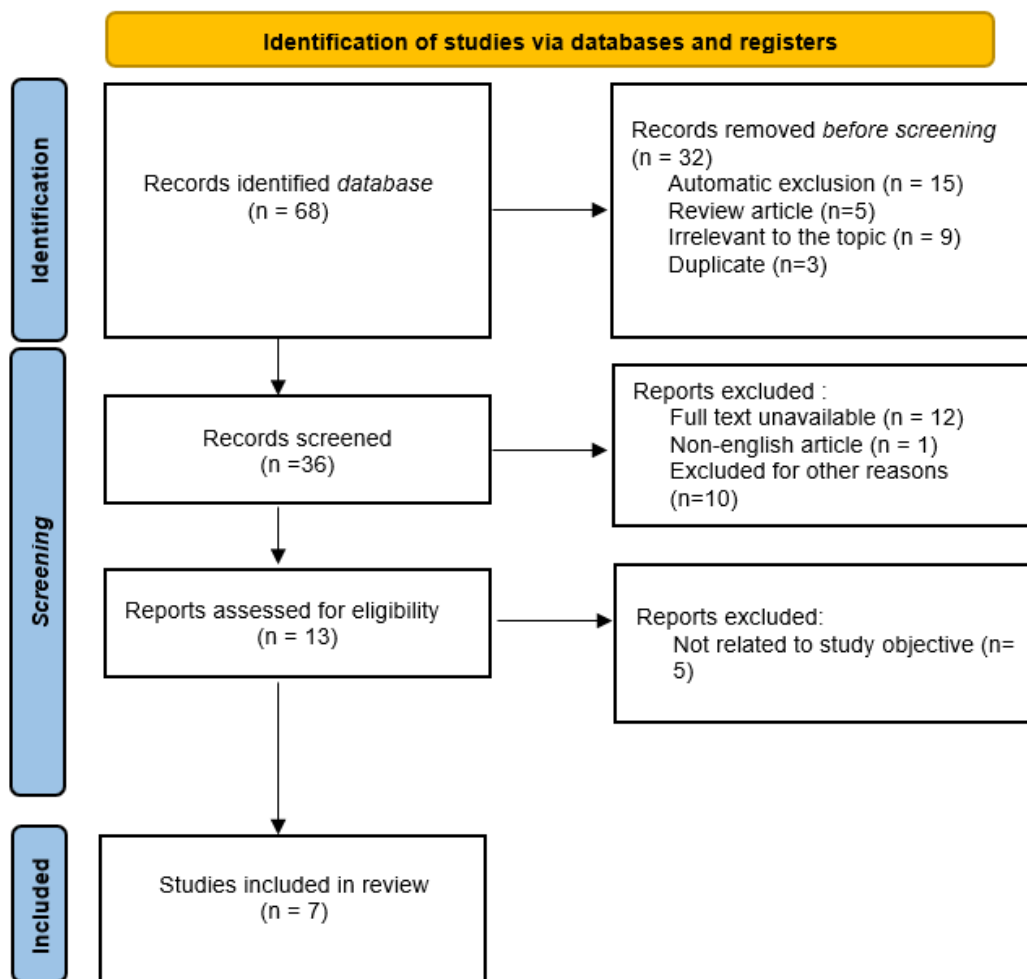 Identification of studies via databases and registers
Identification
Records identified database
(n = 68)
Records removed before screening
(n = 32)
Automatic exclusion (n = 15)
Review article (n=5)
Irrelevant to the topic (n = 9)
Duplicate (n=3)
Screening
Records screened
(n =36)
Reports excluded :
Full text unavailable (n = 12)
Non-english article (n = 1)
Excluded for other reasons
(n=10)
Reports assessed for eligibility
(n = 13)
Reports excluded:
Not related to study objective (n=
5)
Included
Studies included in review
(n = 7)